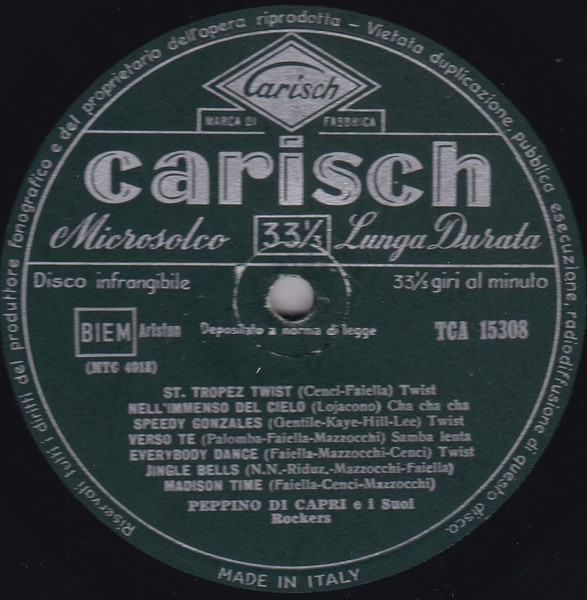 Riservati tutti i diritti del produttore fonografico e del proprietario dell'opera riprodotta - Vietata duplicazione, pubblica esecuzione, radiodiffusione di questo disco.
Carisch
MARCA DI FABBRICA
carisch
Microsolco 33⅓ Lunga Durata
Disco infrangibile 33⅓ giri al minuto
BIEM Ariston Depositato a norma di legge TCA 15308
(MTC 4018)
ST. TROPEZ TWIST (Cenci-Faiella) Twist
NELL'IMMENSO DEL CIELO (Lojacono) Cha cha cha
SPEEDY GONZALES (Gentile-Kaye-Hill-Lee) Twist
VERSO TE (Palomba-Faiella-Mazzocchi) Samba lenta
EVERYBODY DANCE (Faiella-Mazzocchi-Cenci) Twist
JINGLE BELLS (N.N.-Riduz,-Mazzocchi-Faiella)
MADISON TIME (Faiella-Cenci-Mazzocchi)
PEPPINO DI CAPRI e i Suoi
Rockers
MADE IN ITALY